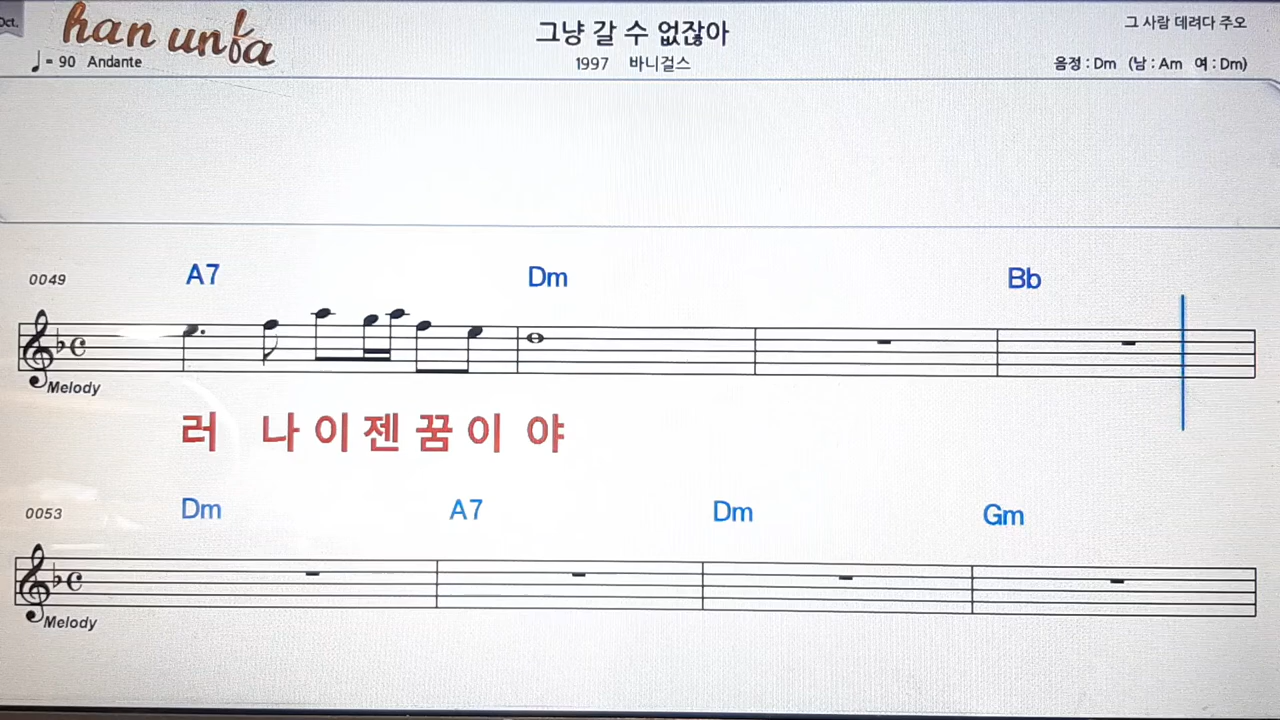 Oct.
han unfa
그냥 갈 수 없잖아
그 사람 데려다 주오
♩= 90 Andante
1997 바니걸스
음정 : Dm (남 : Am 여 : Dm)
0049 A7 Dm Bb
Melody
러 나 이 젠 꿈 이 야
0053 Dm A7 Dm Gm
Melody